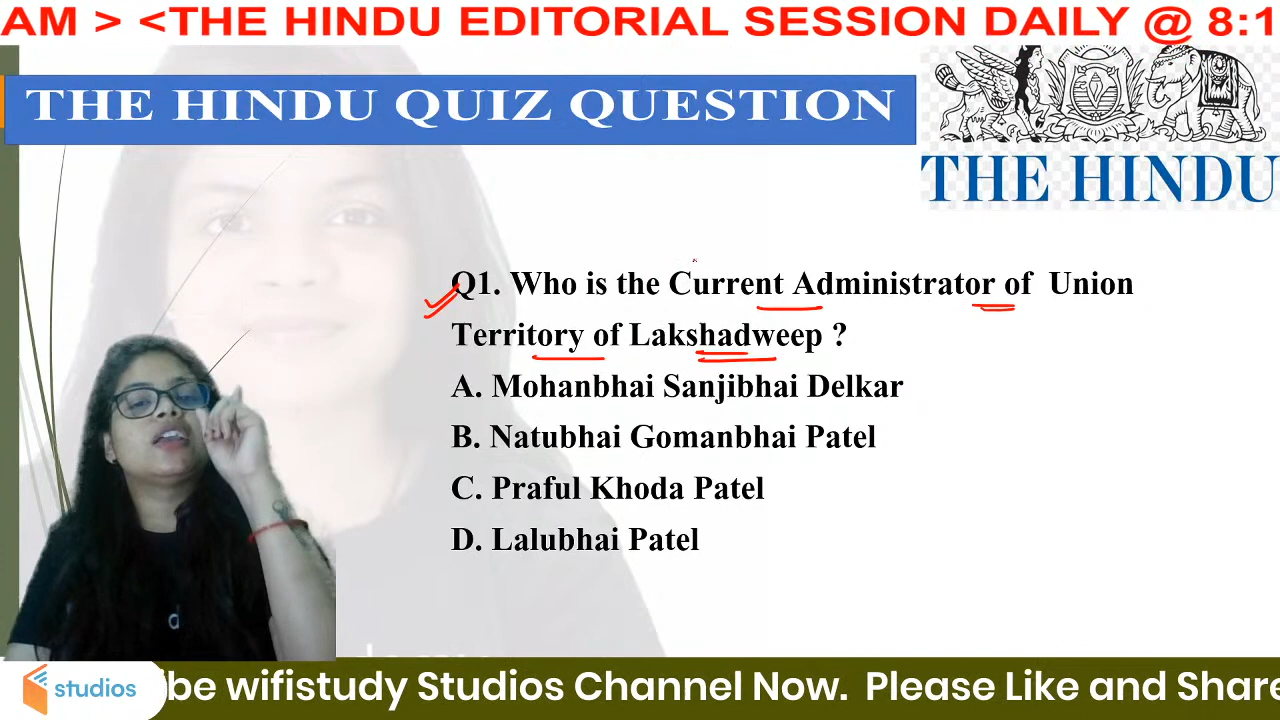 AM > <THE HINDU EDITORIAL SESSION DAILY @ 8:1
THE HINDU QUIZ QUESTION
THE HINDU
Q1. Who is the Current Administrator of Union
Territory of Lakshadweep ?
A. Mohanbhai Sanjibhai Delkar
B. Natubhai Gomanbhai Patel
C. Praful Khoda Patel
D. Lalubhai Patel
studios
be wifistudy Studios Channel Now. Please Like and Share